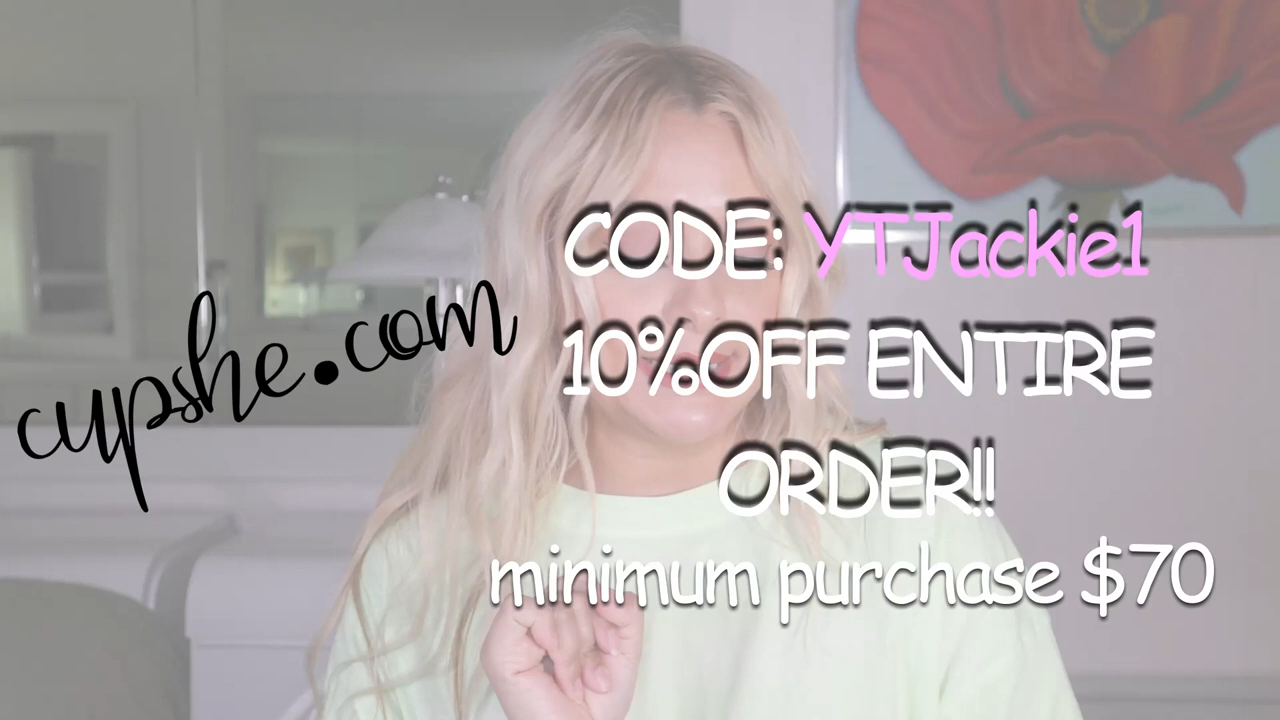 cupshe.com
CODE: YTJackie1
10%OFF ENTIRE
ORDER!!
minimum purchase $70